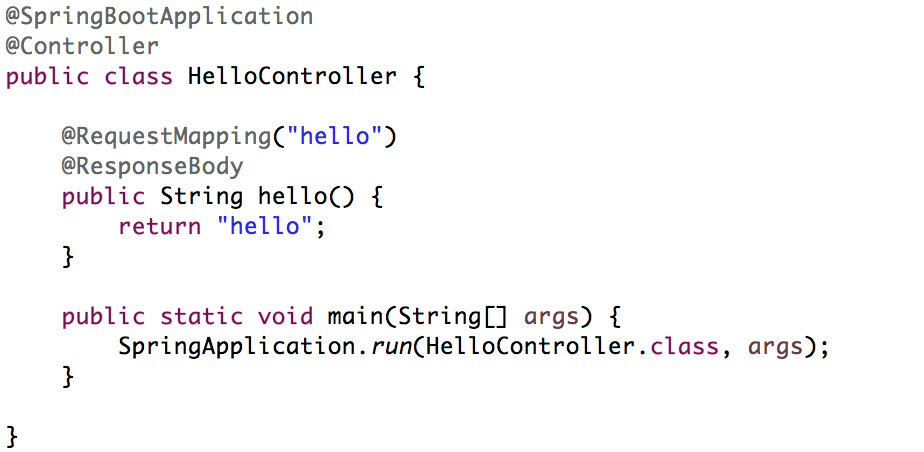 @SpringBootApplication
@Controller
public class HelloController {
@RequestMapping("hello")
@ResponseBody
public String hello() {
return "hello";
}
public static void main(String[] args) {
SpringApplication.run(HelloController.class, args);
}
}